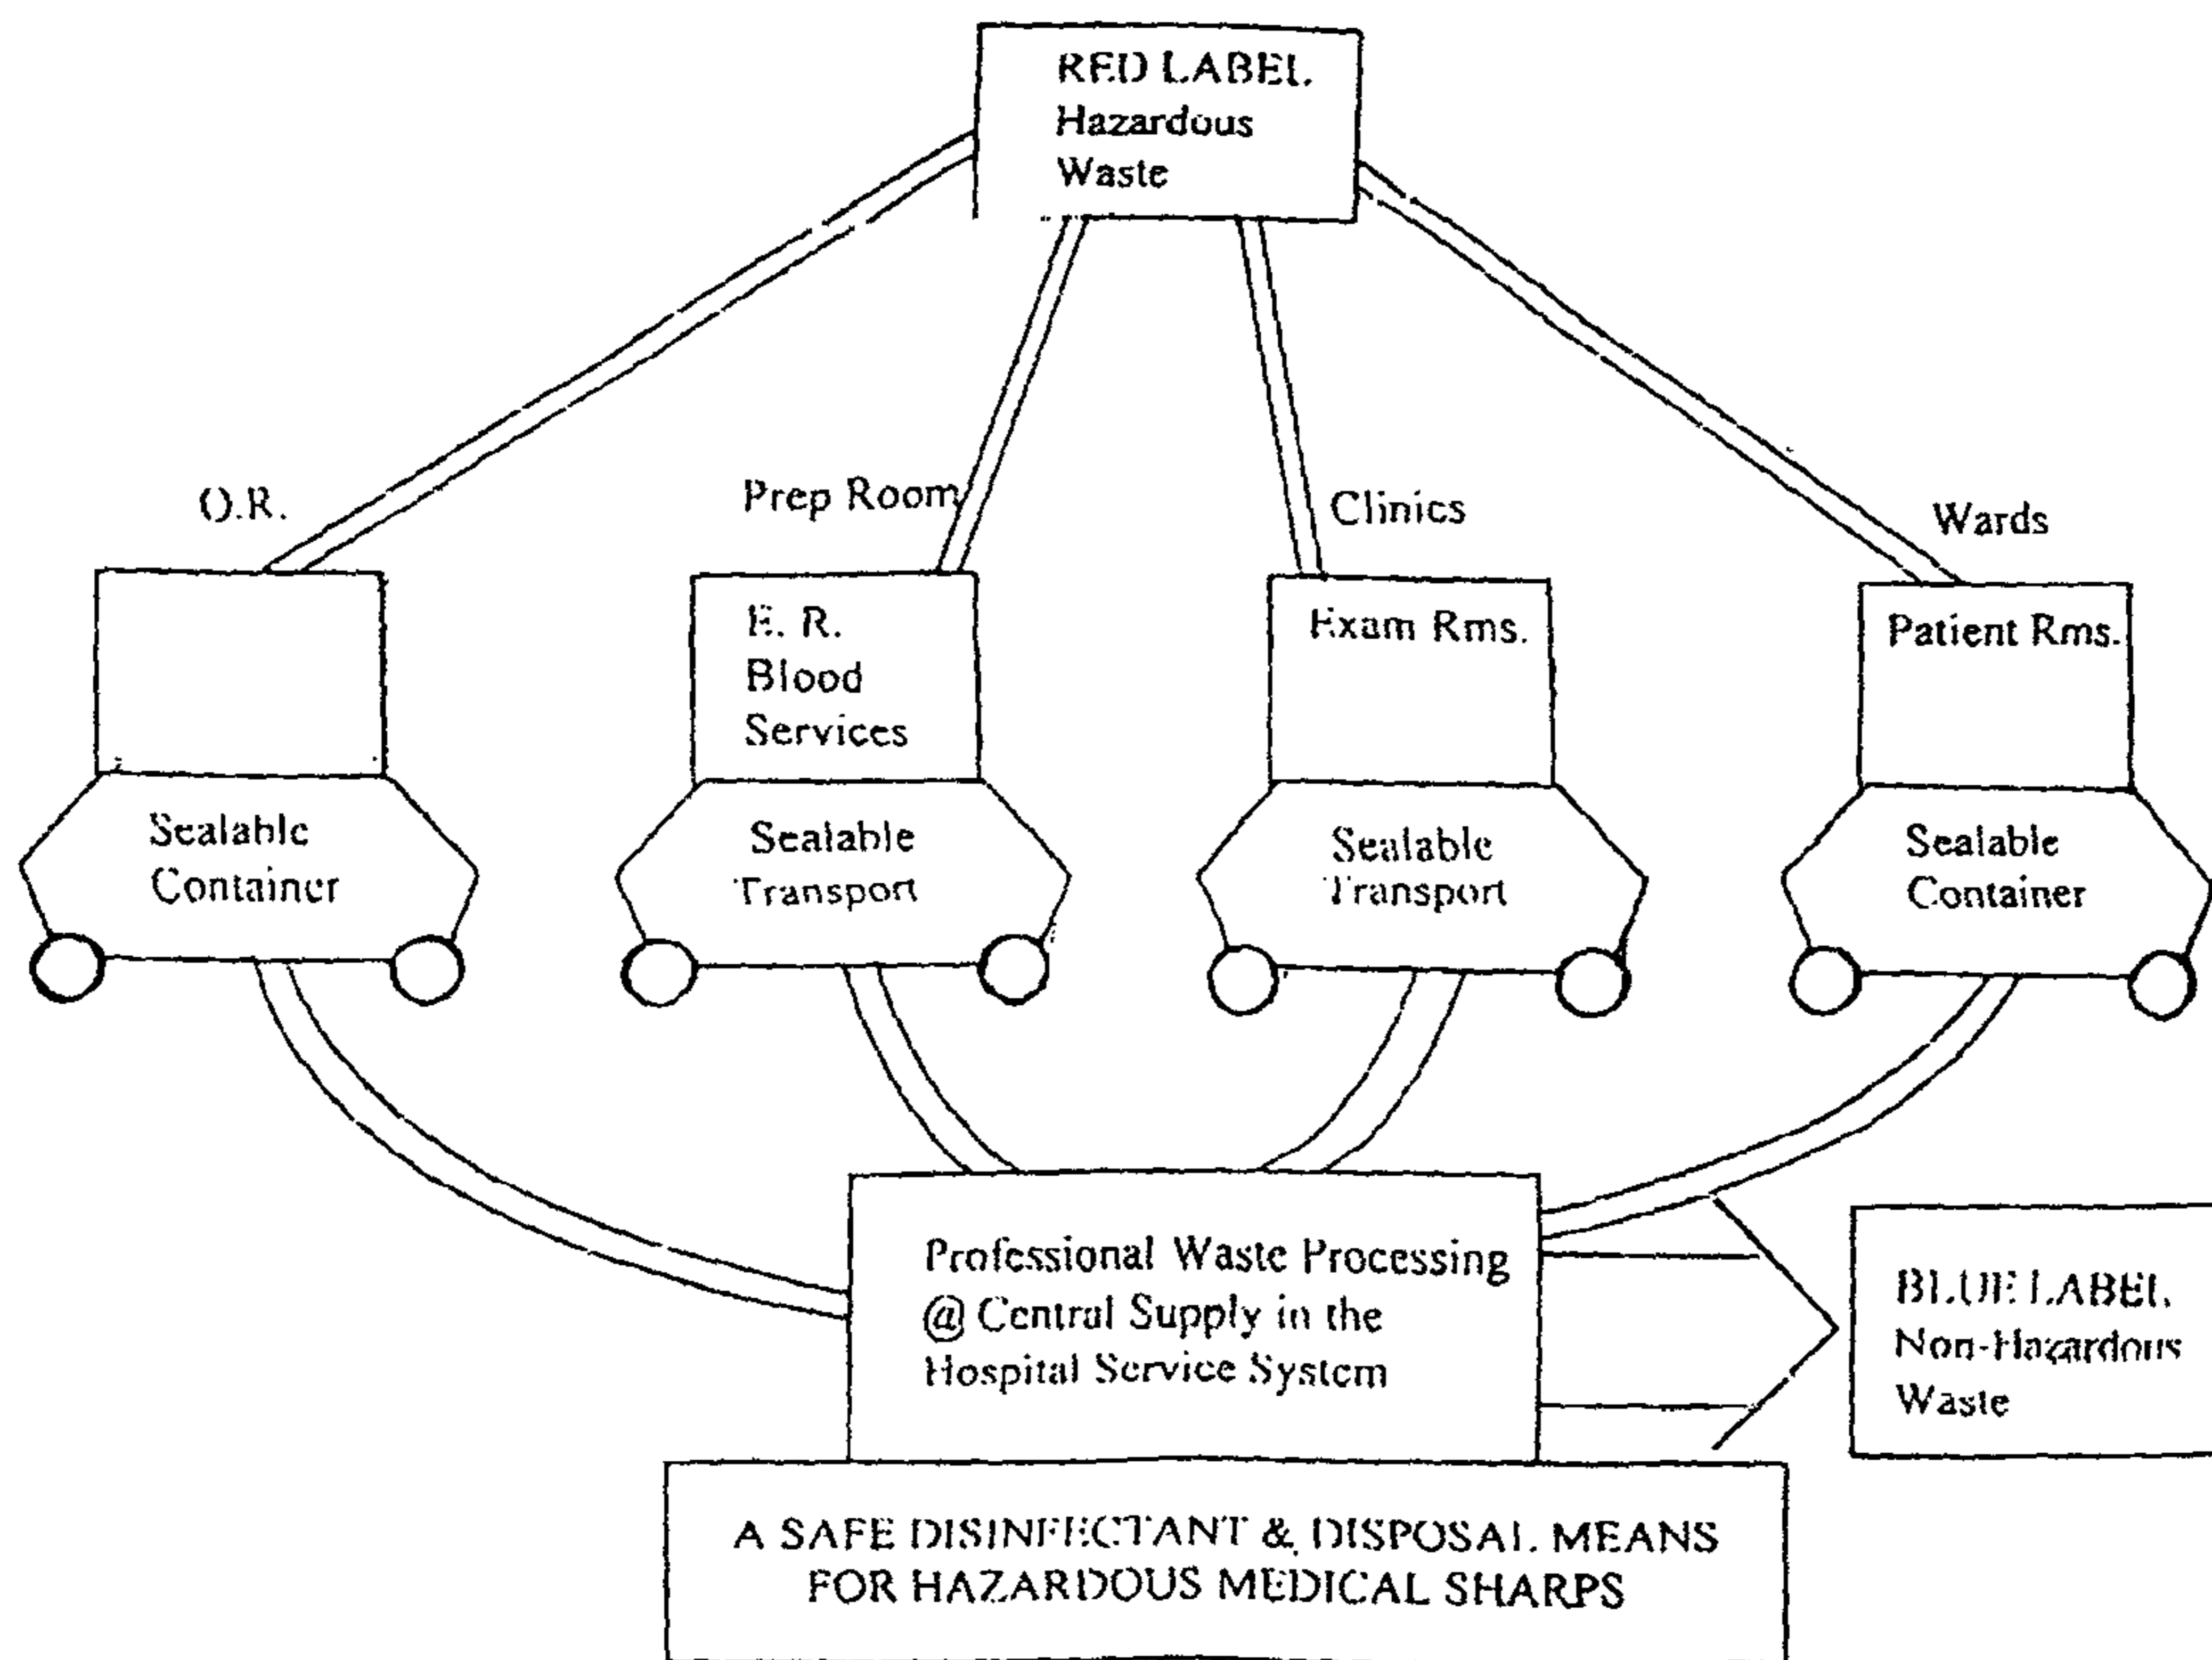 RED LABEL
Hazardous
Waste
O.R.
Prep Room
Clinics
Wards
E. R.
Blood
Services
Exam Rms.
Patient Rms.
Sealable
Container
Sealable
Transport
Sealable
Transport
Sealable
Container
Professional Waste Processing
@ Central Supply in the
Hospital Service System
BLUE LABEL
Non-Hazardous
Waste
A SAFE DISINFECTANT & DISPOSAL MEANS
FOR HAZARDOUS MEDICAL SHARPS